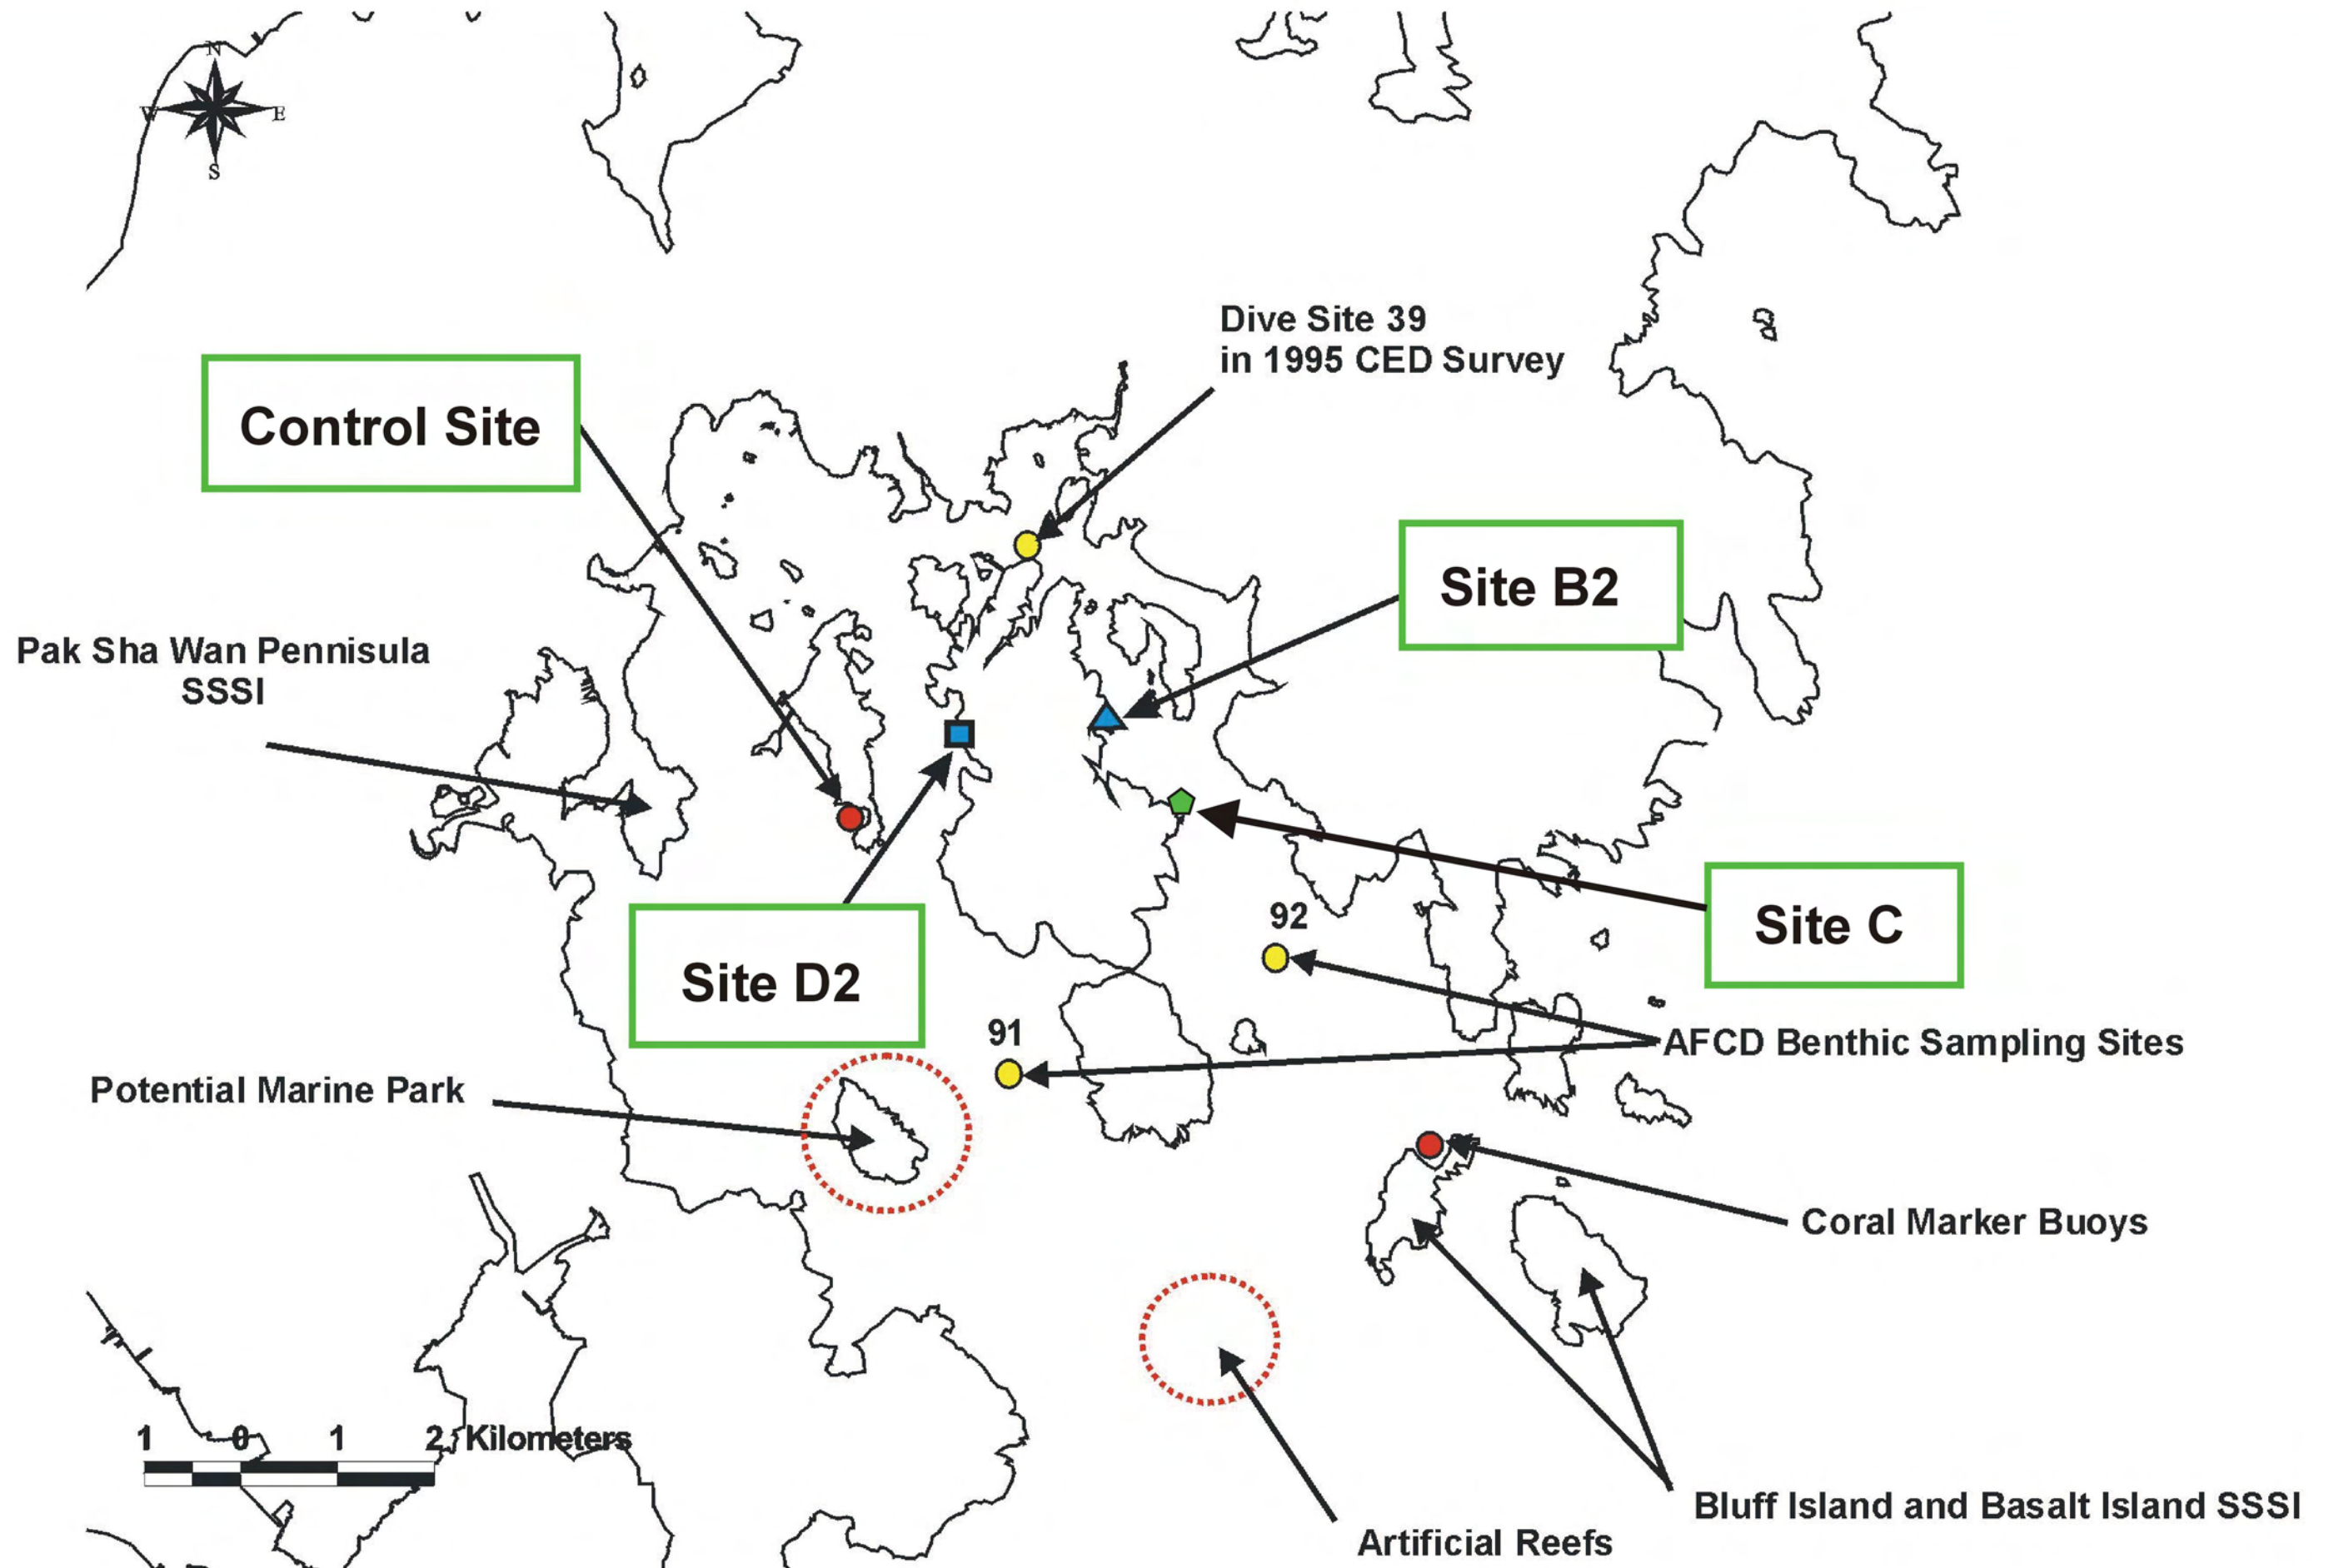 N
W E
S
Dive Site 39
in 1995 CED Survey
Control Site
Site B2
Pak Sha Wan Pennisula
SSSI
Site C
92
Site D2
91
AFCD Benthic Sampling Sites
Potential Marine Park
Coral Marker Buoys
1 0 1 2 Kilometers
Bluff Island and Basalt Island SSSI
Artificial Reefs